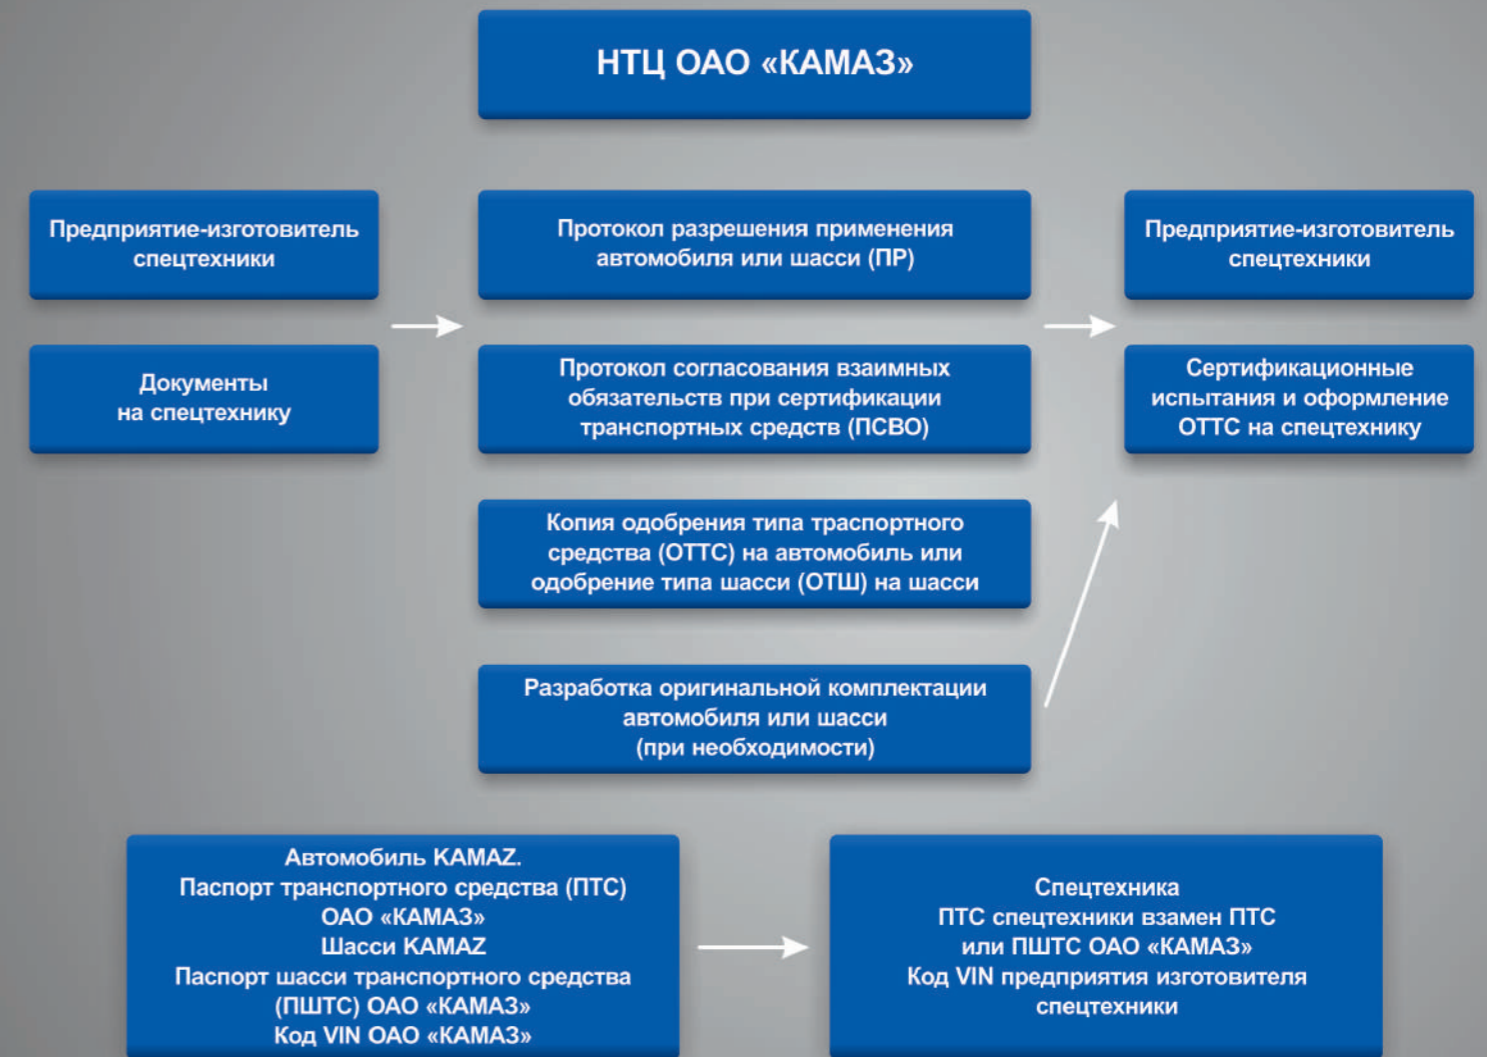 НТЦ ОАО «КАМАЗ»
Предприятие-изготовитель
спецтехники
Документы
на спецтехнику
Протокол разрешения применения
автомобиля или шасси (ПР)
Протокол согласования взаимных
обязательств при сертификации
транспортных средств (ПСВО)
Копия одобрения типа траспортного
средства (ОТТС) на автомобиль или
одобрение типа шасси (ОТШ) на шасси
Разработка оригинальной комплектации
автомобиля или шасси
(при необходимости)
Предприятие-изготовитель
спецтехники
Сертификационные
испытания и оформление
ОТТС на спецтехнику
Автомобиль KAMAZ.
Паспорт транспортного средства (ПТС)
ОАО «КАМАЗ»
Шасси KAMAZ
Паспорт шасси транспортного средства
(ПШТС) ОАО «КАМАЗ»
Код VIN ОАО «КАМАЗ»
Спецтехника
ПТС спецтехники взамен ПТС
или ПШТС ОАО «КАМАЗ»
Код VIN предприятия изготовителя
спецтехники